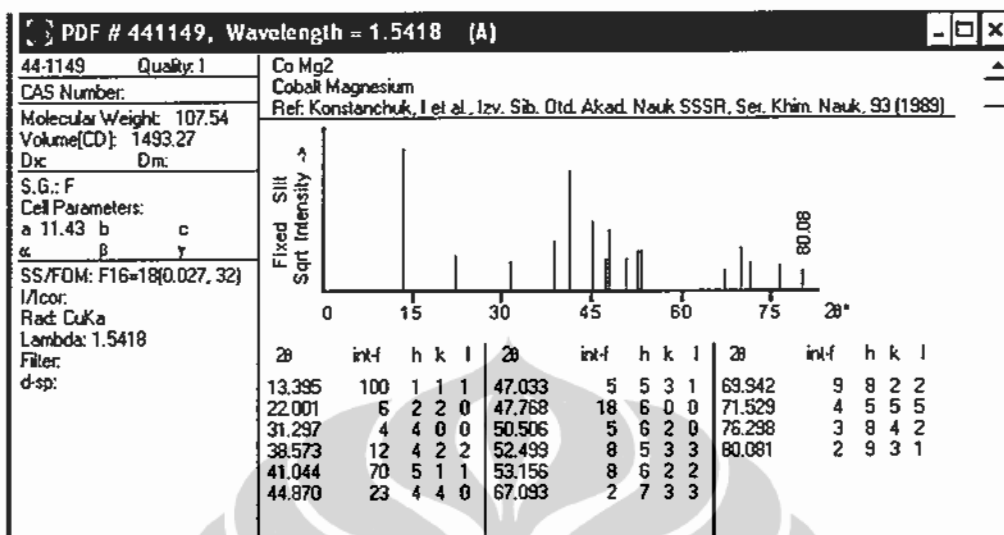 PDF # 441149, Wavelength = 1.5418 (A)
44-1149 Quality: 1
CAS Number:
Molecular Weight: 107.54
Volume[CD]: 1493.27
Dx: Dm:
S.G.: F
Cell Parameters:
a 11.43 b c
α β γ
SS/FOM: F16=18(0.027, 32)
I/Icor:
Rad: CuKa
Lambda: 1.5418
Filter:
d-sp:
Co Mg2
Cobalt Magnesium
Ref: Konstanchuk, I et al., Izv. Sib. Otd. Akad. Nauk SSSR, Ser. Khim. Nauk, 93 (1989)
Fixed Slit
Sqrt Intensity ->
80.08
0 15 30 45 60 75 2θ°
2θ int-f h k l 2θ int-f h k l 2θ int-f h k l
13.395 100 1 1 1 47.033 5 5 3 1 69.942 9 8 2 2
22.001 6 2 2 0 47.768 18 6 0 0 71.529 4 5 5 5
31.297 4 4 0 0 50.506 5 6 2 0 76.298 3 8 4 2
38.573 12 4 2 2 52.499 8 5 3 3 80.081 2 9 3 1
41.044 70 5 1 1 53.156 8 6 2 2
44.870 23 4 4 0 67.093 2 7 3 3